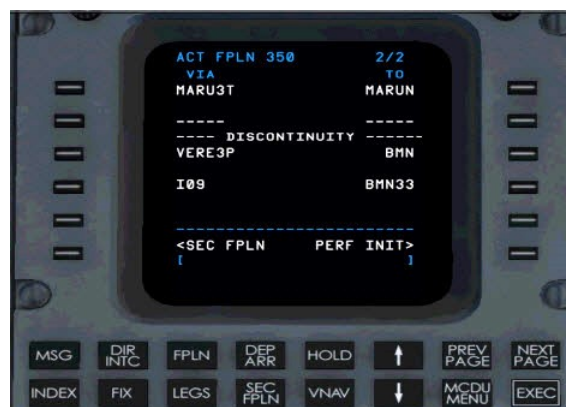 ACT FPLN 350 2/2
VIA TO
MARU3T MARUN
----- -----
---- DISCONTINUITY ------
VERE3P BMN
I09 BMN33
------------------------
<SEC FPLN PERF INIT>
[ ]
MSG DIR INTC FPLN DEP ARR HOLD ↑ PREV PAGE NEXT PAGE
INDEX FIX LEGS SEC FPLN VNAV ↓ MCDU MENU EXEC